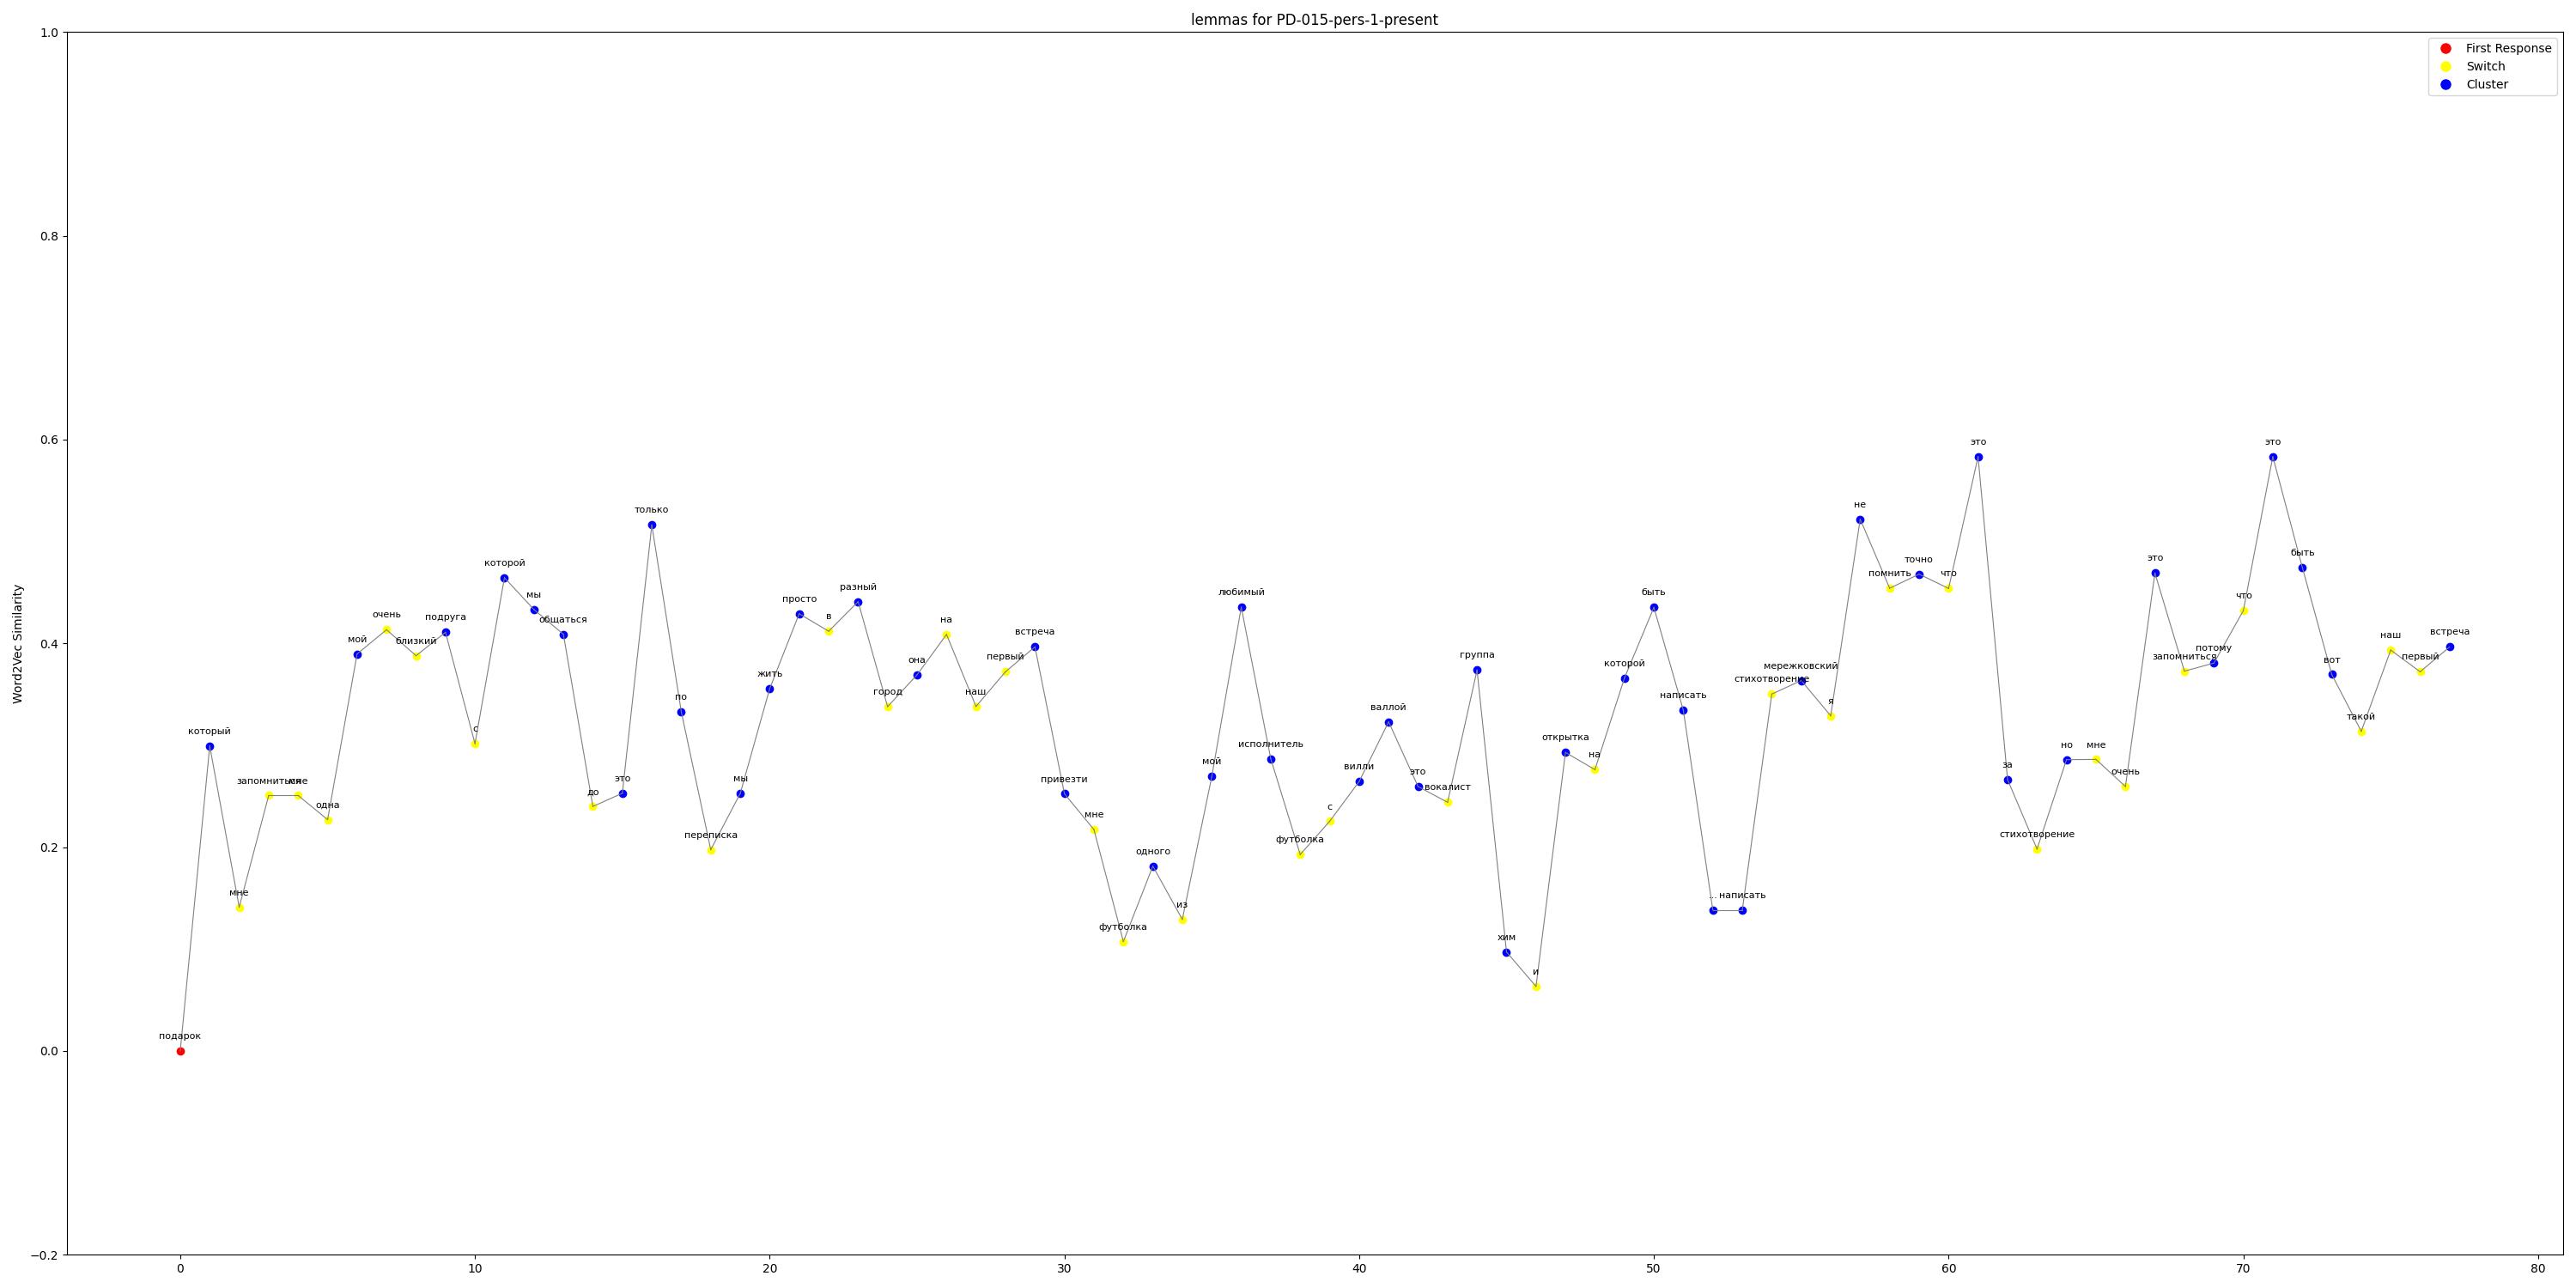 lemmas for PD-015-pers-1-present
First Response
Switch
Cluster
Word2Vec Similarity
1.0
0.8
0.6
0.4
0.2
0.0
−0.2
0 10 20 30 40 50 60 70 80
подарок
который
мне
запомниться
мне
одна
мой
очень
близкий
подруга
с
которой
мы
общаться
до
это
только
по
переписка
мы
жить
просто
в
разный
город
она
на
наш
первый
встреча
привезти
мне
футболка
одного
из
мой
любимый
исполнитель
футболка
с
вилли
валлой
это
вокалист
группа
хим
и
открытка
на
которой
быть
написать
...
написать
стихотворение
мережковский
я
не
помнить
точно
что
это
за
стихотворение
но
мне
очень
это
запомниться
потому
что
это
быть
вот
такой
наш
первый
встреча